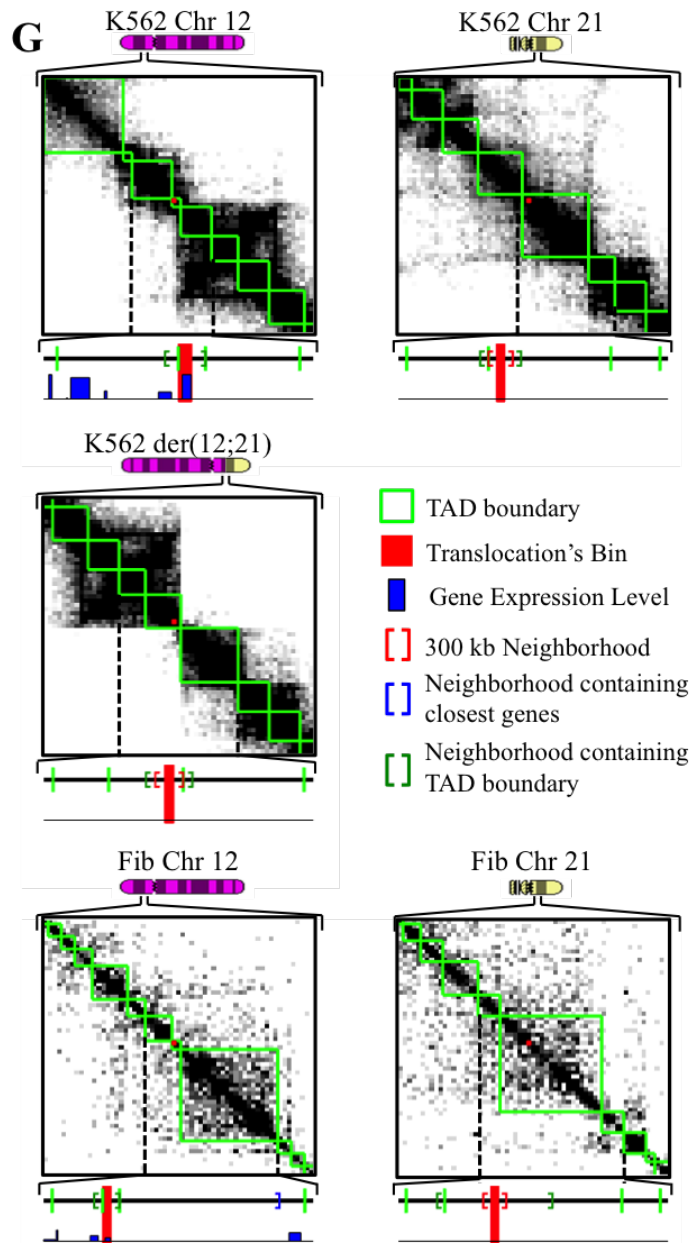 G
K562 Chr 12
K562 Chr 21
K562 der(12;21)
TAD boundary
Translocation's Bin
Gene Expression Level
300 kb Neighborhood
Neighborhood containing
closest genes
Neighborhood containing
TAD boundary
Fib Chr 12
Fib Chr 21